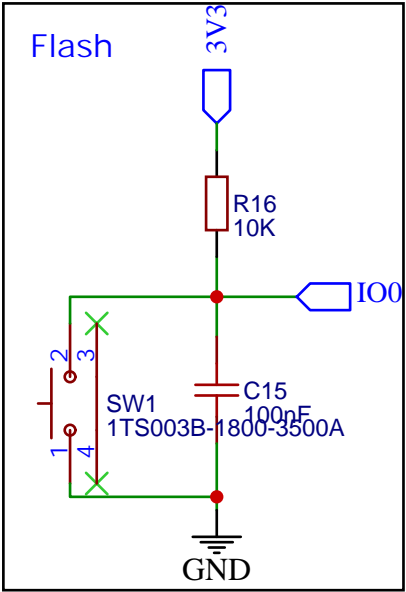 Flash
3V3
R16
10K
IO0
2
3
SW1
1TS003B-1800-3500A
1
4
C15
100nF
GND